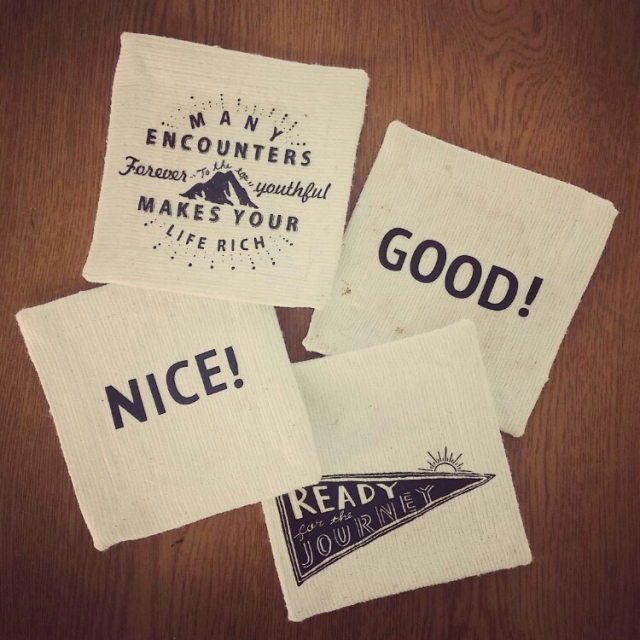 MANY
ENCOUNTERS
Forever To the top youthful
MAKES YOUR
LIFE RICH
GOOD!
NICE!
READY
for the
JOURNEY